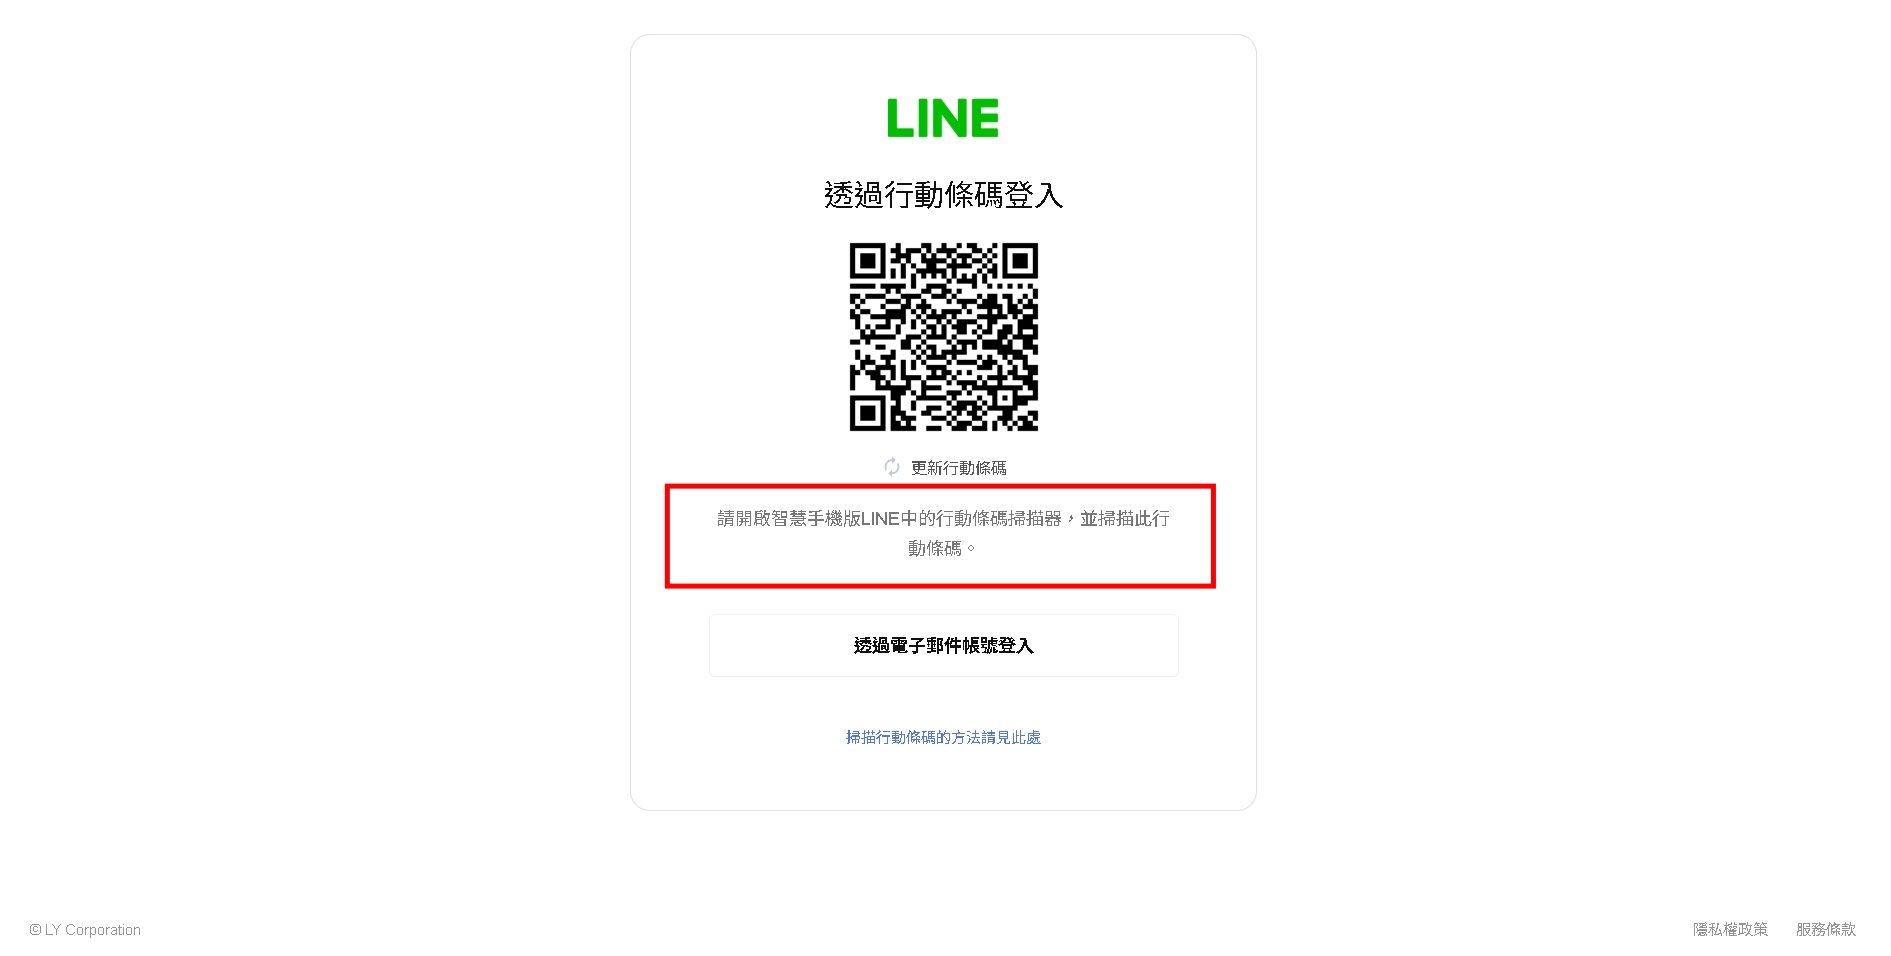 LINE
透過行動條碼登入
更新行動條碼
請開啟智慧手機版LINE中的行動條碼掃描器，並掃描此行
動條碼。
透過電子郵件帳號登入
掃描行動條碼的方法請見此處
© LY Corporation
隱私權政策 服務條款